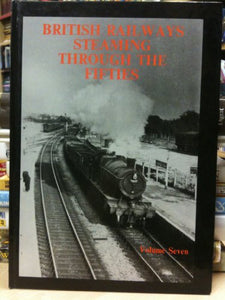 BRITISH RAILWAYS
STEAMING
THROUGH THE
FIFTIES
Volume Seven